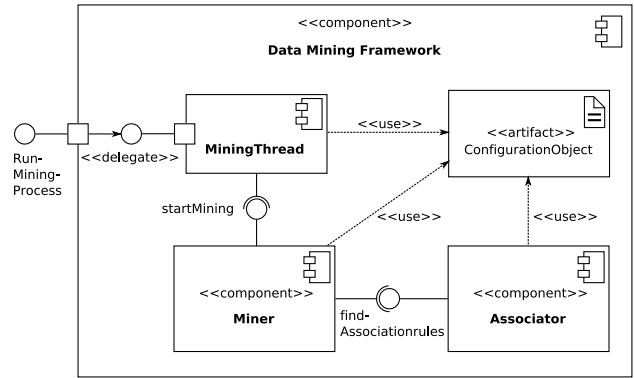 <<component>>
Data Mining Framework
MiningThread
<<use>>
<<artifact>>
ConfigurationObject
Run-
Mining-
Process
<<delegate>>
startMining
<<use>>
<<use>>
<<component>>
Miner
find-
Associationrules
<<component>>
Associator